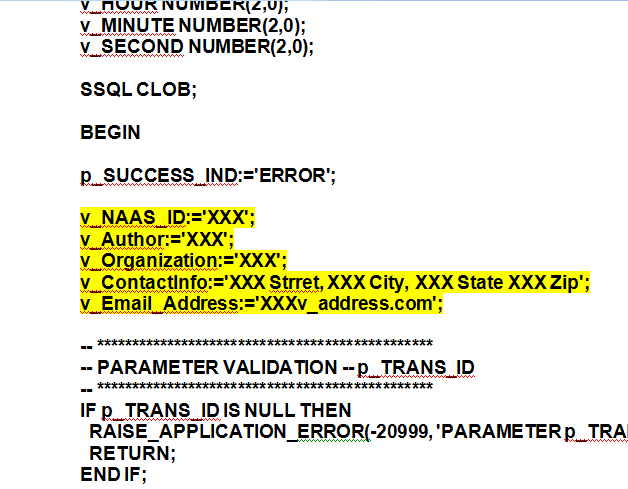 v_HOUR NUMBER(2,0);
v_MINUTE NUMBER(2,0);
v_SECOND NUMBER(2,0);
SSQL CLOB;
BEGIN
p_SUCCESS_IND:='ERROR';
v_NAAS_ID:='XXX';
v_Author:='XXX';
v_Organization:='XXX';
v_ContactInfo:='XXX Strret, XXX City, XXX State XXX Zip';
v_Email_Address:='XXXv_address.com';
-- ************************************************
-- PARAMETER VALIDATION -- p_TRANS_ID
-- ************************************************
IF p_TRANS_ID IS NULL THEN
RAISE_APPLICATION_ERROR(-20999, 'PARAMETER p_TRA
RETURN;
END IF;